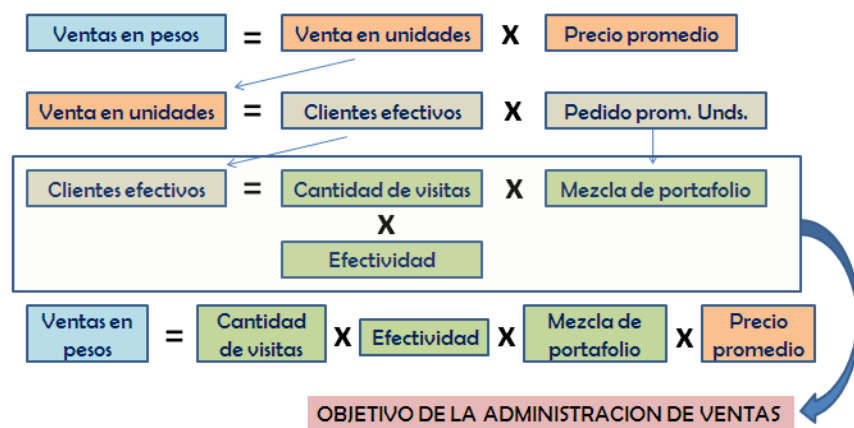 Ventas en pesos = Venta en unidades X Precio promedio
Venta en unidades = Clientes efectivos X Pedido prom. Unds.
Clientes efectivos = Cantidad de visitas X Mezcla de portafolio
X
Efectividad
Ventas en pesos = Cantidad de visitas X Efectividad X Mezcla de portafolio X Precio promedio
OBJETIVO DE LA ADMINISTRACION DE VENTAS